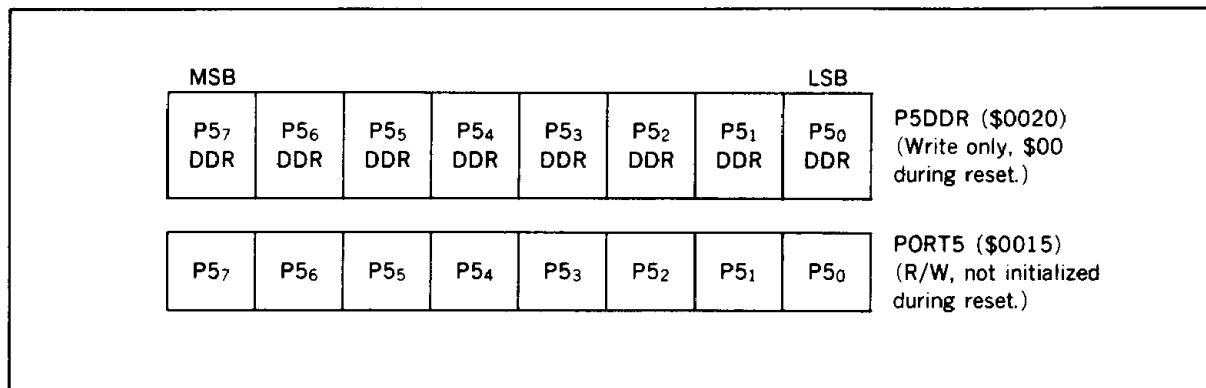 MSB LSB
P5₇ P5₆ P5₅ P5₄ P5₃ P5₂ P5₁ P5₀
DDR DDR DDR DDR DDR DDR DDR DDR
P5DDR ($0020)
(Write only, $00
during reset.)
P5₇ P5₆ P5₅ P5₄ P5₃ P5₂ P5₁ P5₀
PORT5 ($0015)
(R/W, not initialized
during reset.)